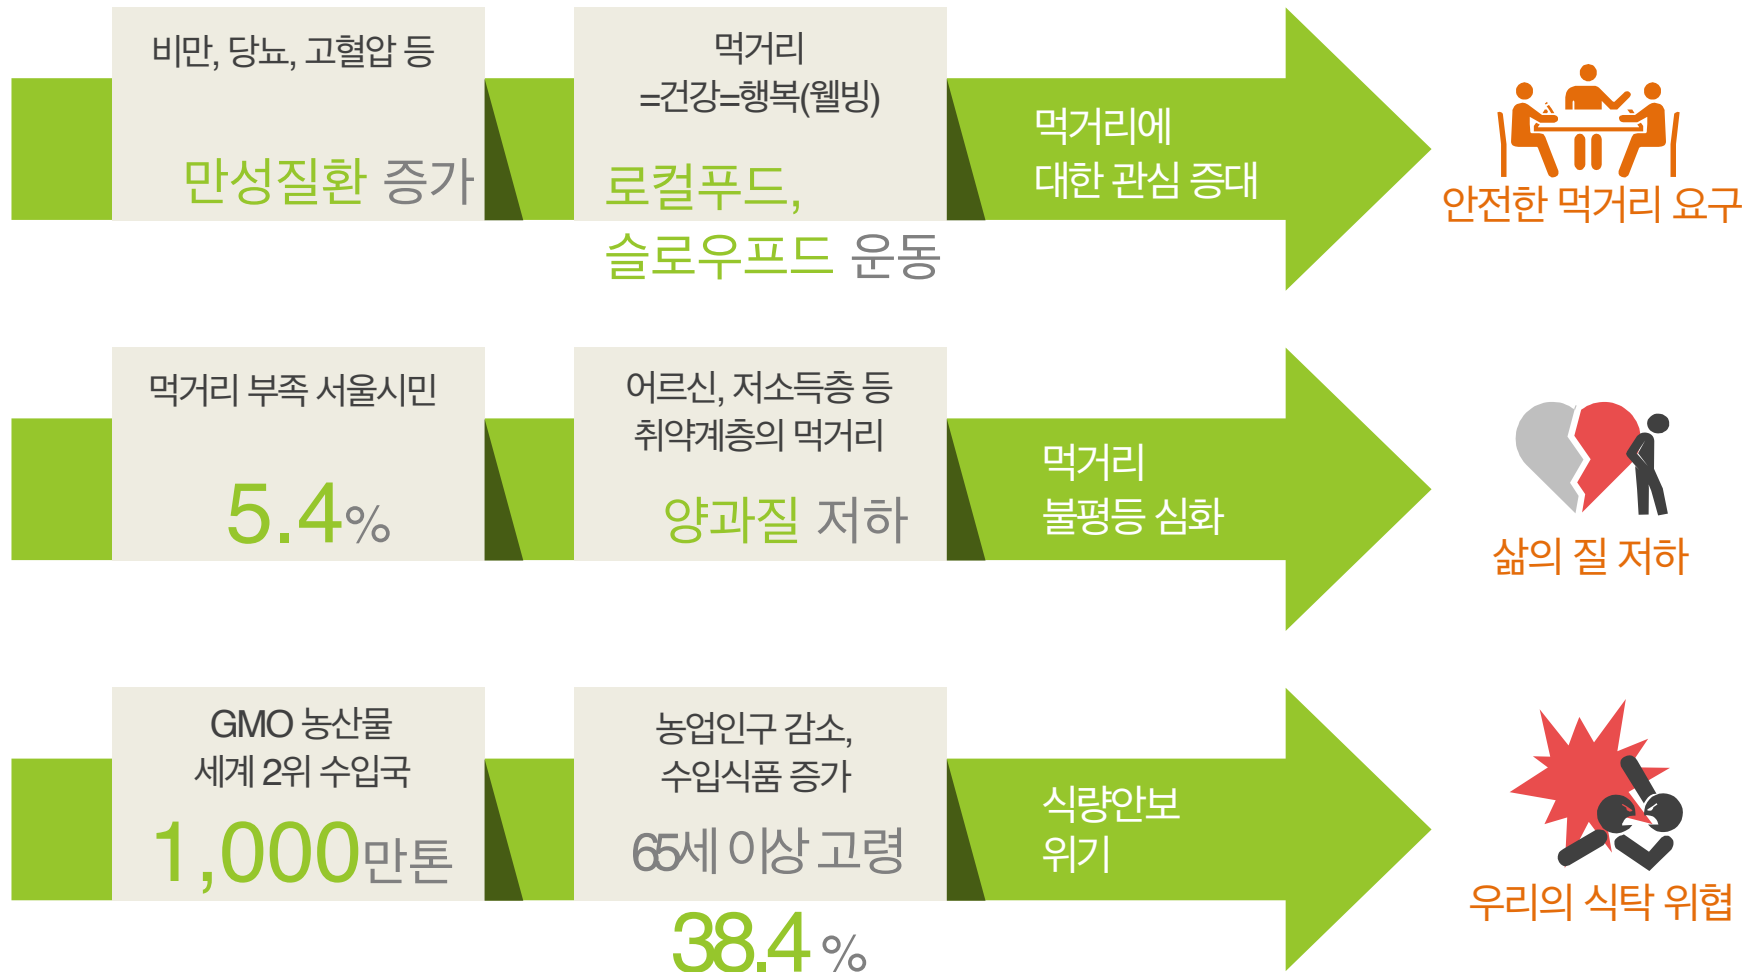 비만, 당뇨, 고혈압 등
만성질환 증가
먹거리
=건강=행복(웰빙)
로컬푸드,
슬로우프드 운동
먹거리에
대한 관심 증대
안전한 먹거리 요구
먹거리 부족 서울시민
5.4%
어르신, 저소득층 등
취약계층의 먹거리
양과질 저하
먹거리
불평등 심화
삶의 질 저하
GMO 농산물
세계 2위 수입국
1,000만톤
농업인구 감소,
수입식품 증가
65세 이상 고령
38.4 %
식량안보
위기
우리의 식탁 위협